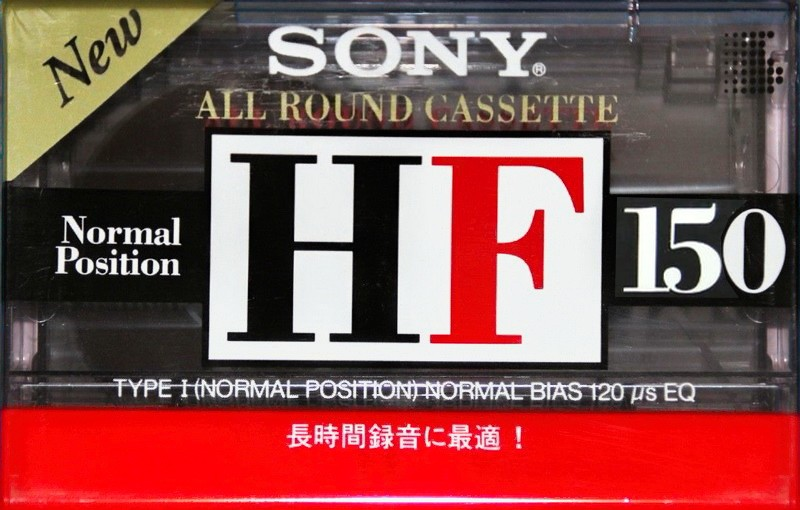 New
SONY®
ALL ROUND CASSETTE
HF
Normal
Position
150
TYPE I (NORMAL POSITION) NORMAL BIAS 120 μs EQ
長時間録音に最適！